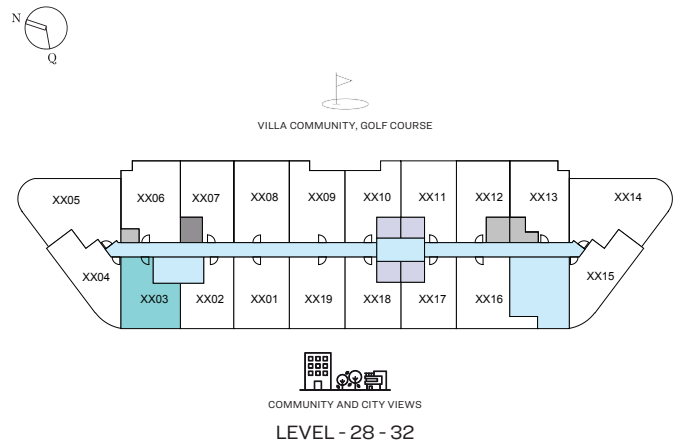 N
Q
VILLA COMMUNITY, GOLF COURSE
XX05 XX06 XX07 XX08 XX09 XX10 XX11 XX12 XX13 XX14
XX04 XX03 XX02 XX01 XX19 XX18 XX17 XX16 XX15
COMMUNITY AND CITY VIEWS
LEVEL - 28 - 32